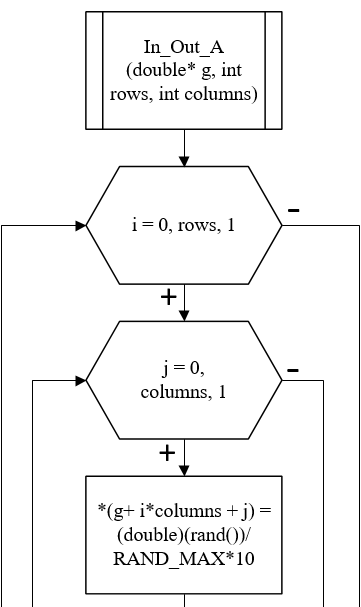 In_Out_A
(double* g, int
rows, int columns)
i = 0, rows, 1
−
+
j = 0,
columns, 1
−
+
*(g+ i*columns + j) =
(double)(rand())/
RAND_MAX*10